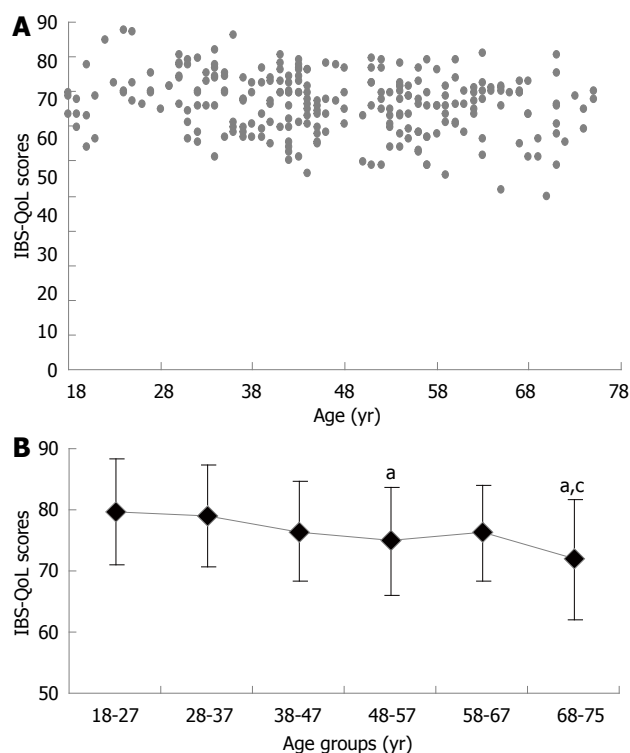 A
90
80
70
60
50
40
30
20
10
0
IBS-QoL scores
18 28 38 48 58 68 78
Age (yr)
B
90
80
70
60
50
IBS-QoL scores
a
a,c
18-27 28-37 38-47 48-57 58-67 68-75
Age groups (yr)